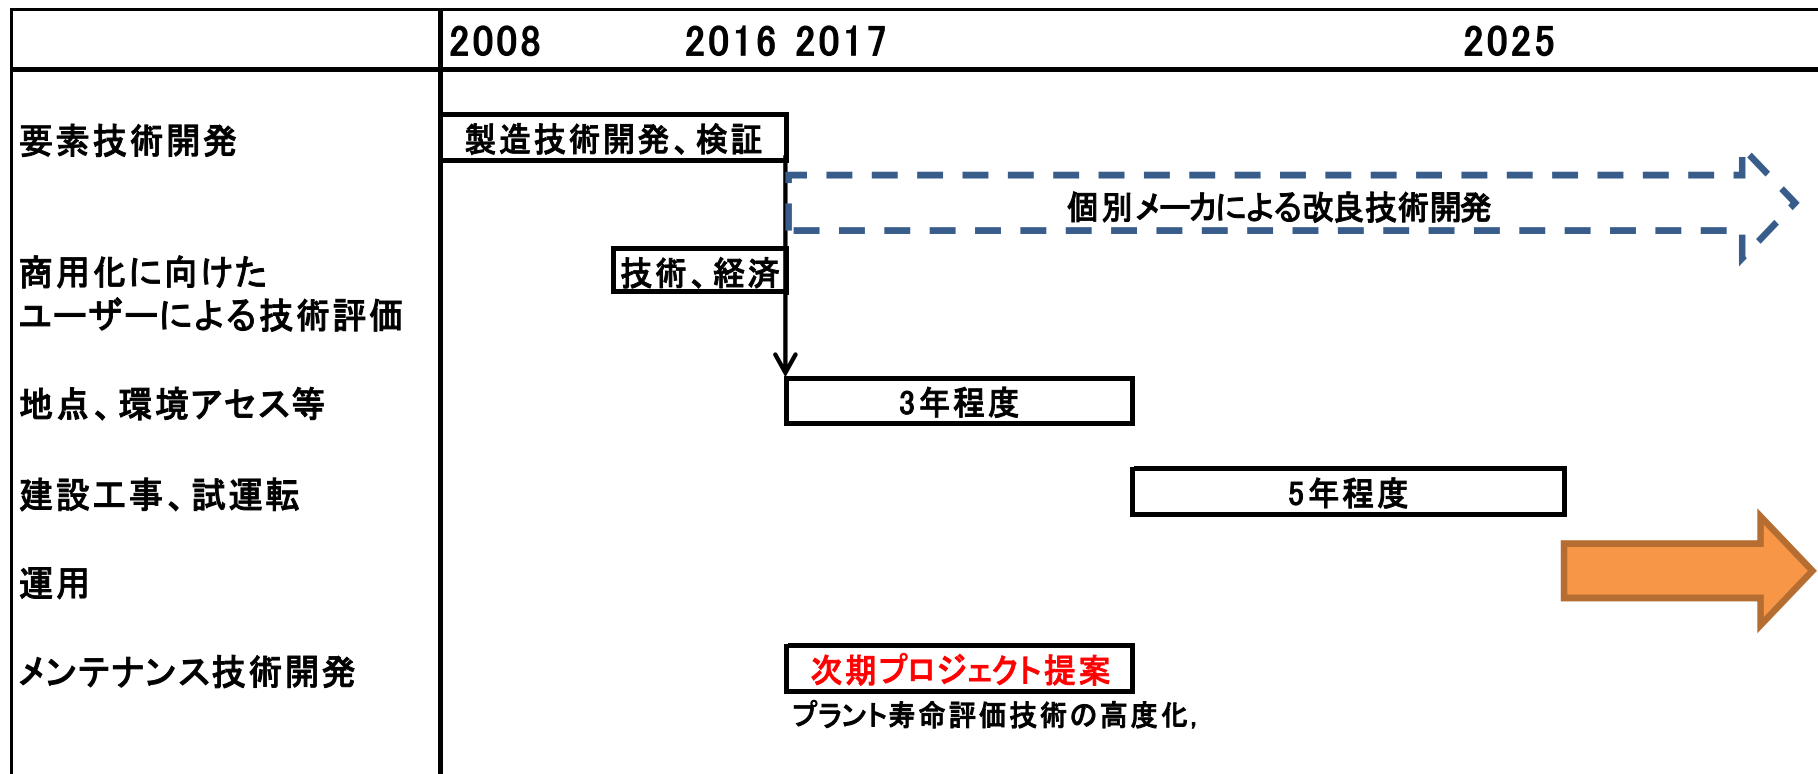 2008 2016 2017 2025
要素技術開発
製造技術開発、検証
個別メーカによる改良技術開発
商用化に向けた
ユーザーによる技術評価
技術、経済
地点、環境アセス等
3年程度
建設工事、試運転
5年程度
運用
メンテナンス技術開発
次期プロジェクト提案
プラント寿命評価技術の高度化,